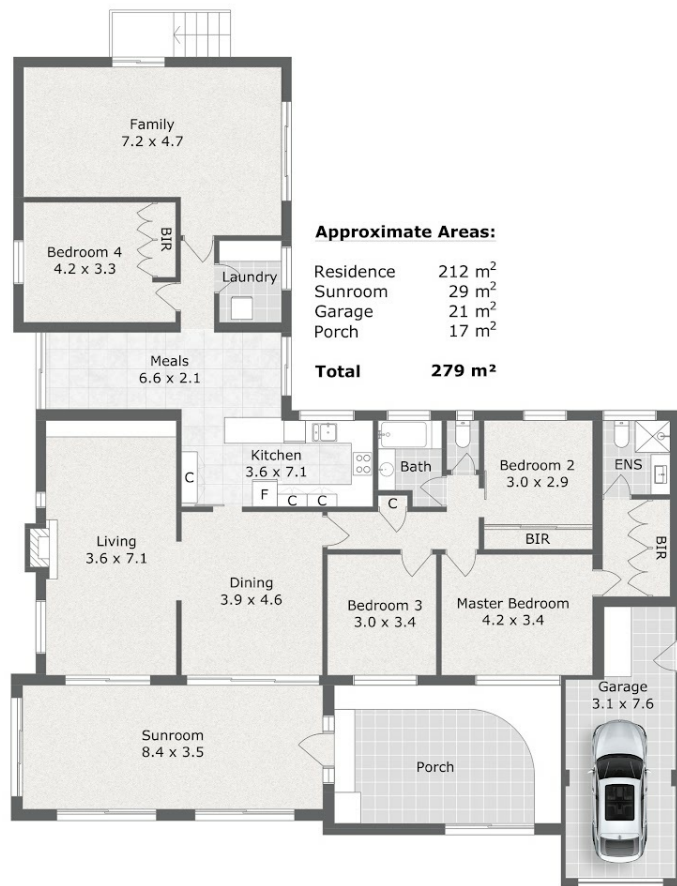 Family
7.2 x 4.7
Bedroom 4
4.2 x 3.3
BIR
Laundry
Approximate Areas:
Residence 212 m²
Sunroom 29 m²
Garage 21 m²
Porch 17 m²
Total 279 m²
Meals
6.6 x 2.1
Kitchen
3.6 x 7.1
C
F
C
C
Bath
C
Bedroom 2
3.0 x 2.9
BIR
ENS
BIR
Living
3.6 x 7.1
Dining
3.9 x 4.6
Bedroom 3
3.0 x 3.4
Master Bedroom
4.2 x 3.4
Garage
3.1 x 7.6
Sunroom
8.4 x 3.5
Porch